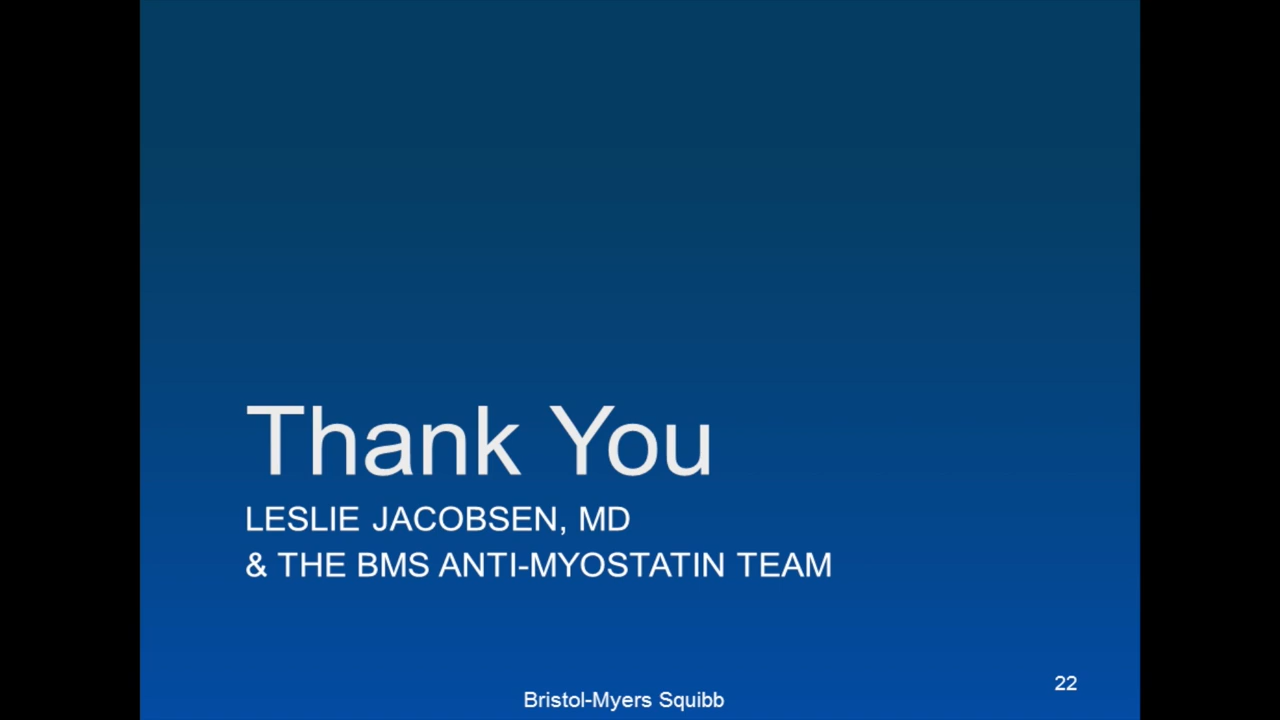 Thank You
LESLIE JACOBSEN, MD
& THE BMS ANTI-MYOSTATIN TEAM
22
Bristol-Myers Squibb